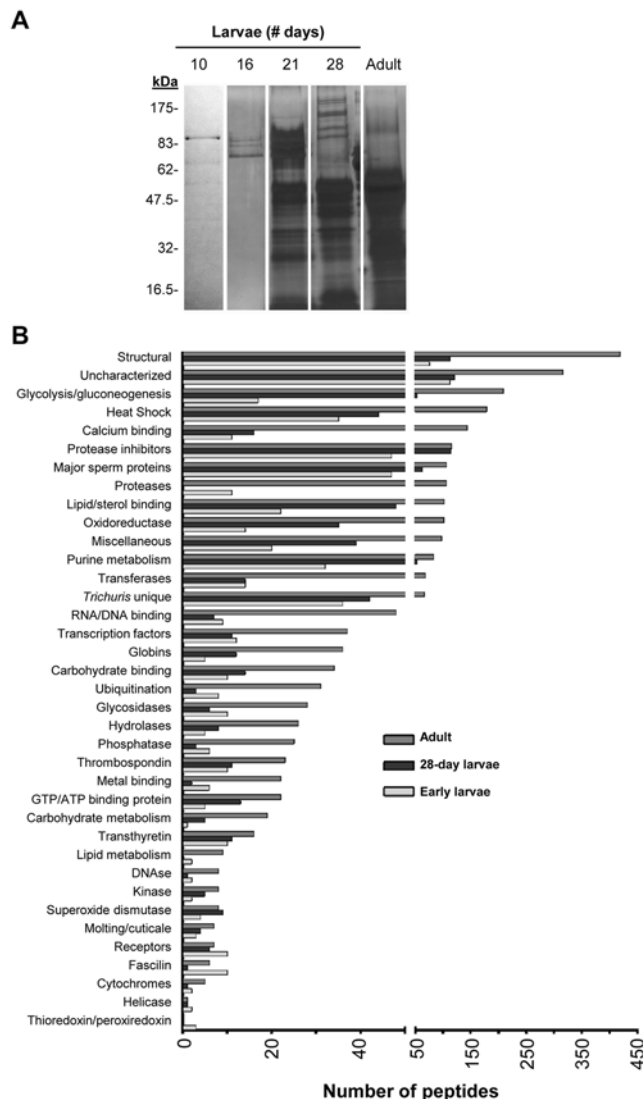 A
Larvae (# days)
10 16 21 28 Adult
kDa
175-
83-
62-
47.5-
32-
16.5-
B
Structural
Uncharacterized
Glycolysis/gluconeogenesis
Heat Shock
Calcium binding
Protease inhibitors
Major sperm proteins
Proteases
Lipid/sterol binding
Oxidoreductase
Miscellaneous
Purine metabolism
Transferases
Trichuris unique
RNA/DNA binding
Transcription factors
Globins
Carbohydrate binding
Ubiquitination
Glycosidases
Hydrolases
Phosphatase
Thrombospondin
Metal binding
GTP/ATP binding protein
Carbohydrate metabolism
Transthyretin
Lipid metabolism
DNAse
Kinase
Superoxide dismutase
Molting/cuticale
Receptors
Fascilin
Cytochromes
Helicase
Thioredoxin/peroxiredoxin
Adult
28-day larvae
Early larvae
0 20 40 50 150 250 350 450
Number of peptides